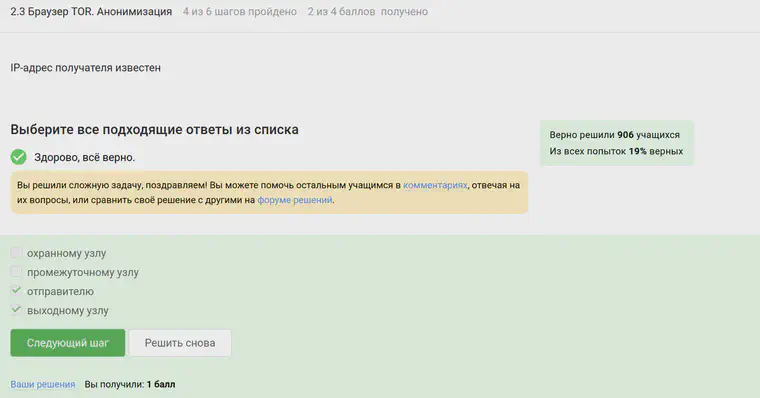 2.3 Браузер TOR. Анонимизация 4 из 6 шагов пройдено 2 из 4 баллов получено
IP-адрес получателя известен
Выберите все подходящие ответы из списка
Здорово, всё верно.
Верно решили 906 учащихся
Из всех попыток 19% верных
Вы решили сложную задачу, поздравляем! Вы можете помочь остальным учащимся в комментариях, отвечая на
их вопросы, или сравнить своё решение с другими на форуме решений.
охранному узлу
промежуточному узлу
отправителю
выходному узлу
Следующий шаг Решить снова
Ваши решения Вы получили: 1 балл